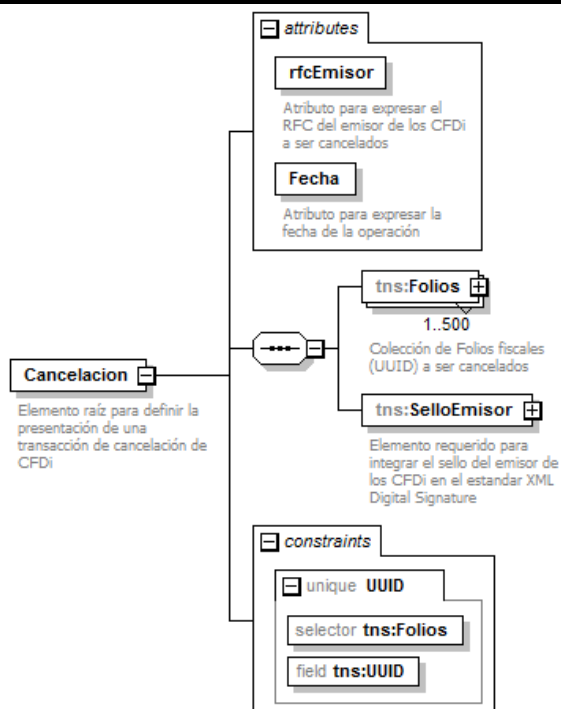 attributes
rfcEmisor
Atributo para expresar el
RFC del emisor de los CFDi
a ser cancelados
Fecha
Atributo para expresar la
fecha de la operación
tns:Folios
1..500
Colección de Folios fiscales
(UUID) a ser cancelados
Cancelacion
Elemento raíz para definir la
presentación de una
transacción de cancelación de
CFDi
tns:SelloEmisor
Elemento requerido para
integrar el sello del emisor de
los CFDi en el estandar XML
Digital Signature
constraints
unique UUID
selector tns:Folios
field tns:UUID